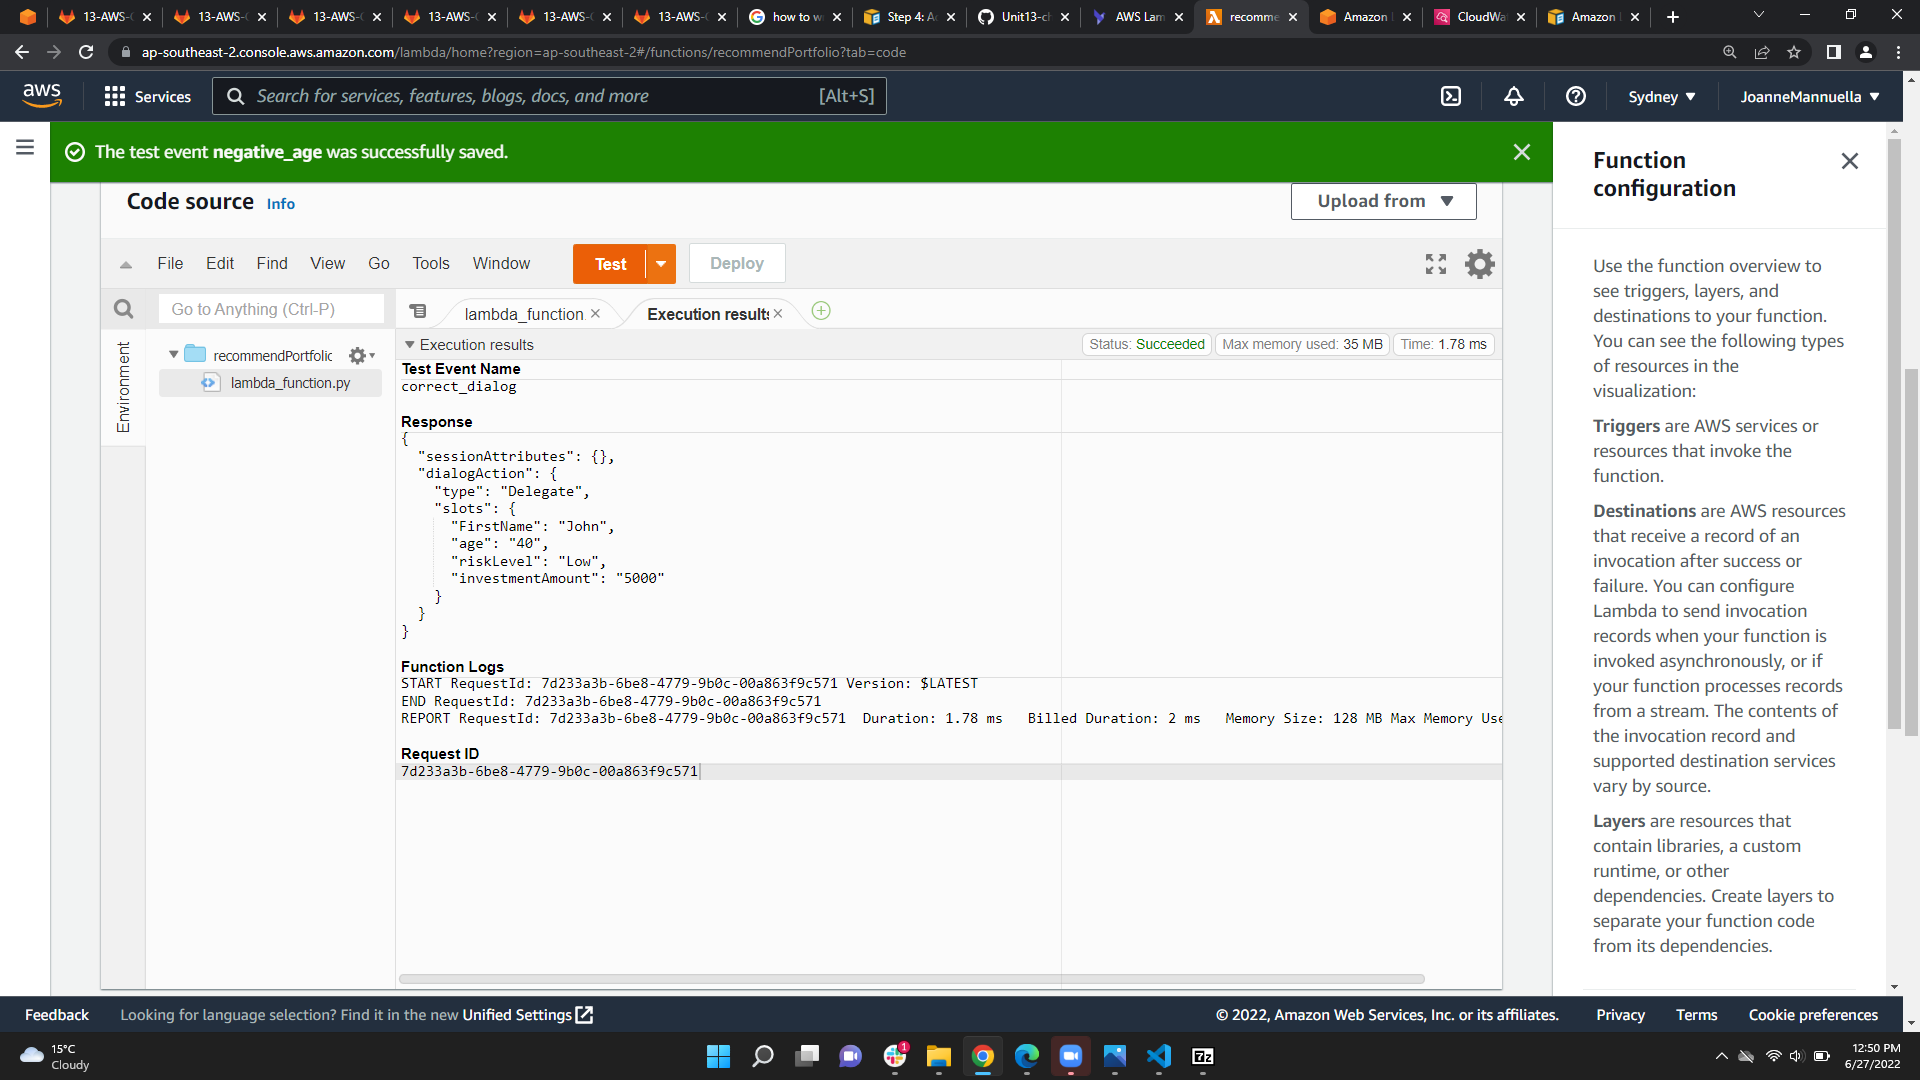 13-AWS-
13-AWS-
13-AWS-
13-AWS-
13-AWS-
13-AWS-
how to w
Step 4: A
Unit13-c
AWS Lam
recomme
Amazon
CloudWa
Amazon
ap-southeast-2.console.aws.amazon.com/lambda/home?region=ap-southeast-2#/functions/recommendPortfolio?tab=code
aws
Services
Search for services, features, blogs, docs, and more
[Alt+S]
Sydney
JoanneMannuella
The test event negative_age was successfully saved.
Code source Info
Upload from
File Edit Find View Go Tools Window
Test
Deploy
Go to Anything (Ctrl-P)
lambda_function
Execution results
Environment
recommendPortfolio
lambda_function.py
Execution results
Status: Succeeded
Max memory used: 35 MB
Time: 1.78 ms
Test Event Name
correct_dialog
Response
{
"sessionAttributes": {},
"dialogAction": {
"type": "Delegate",
"slots": {
"FirstName": "John",
"age": "40",
"riskLevel": "Low",
"investmentAmount": "5000"
}
}
}
Function Logs
START RequestId: 7d233a3b-6be8-4779-9b0c-00a863f9c571 Version: $LATEST
END RequestId: 7d233a3b-6be8-4779-9b0c-00a863f9c571
REPORT RequestId: 7d233a3b-6be8-4779-9b0c-00a863f9c571 Duration: 1.78 ms Billed Duration: 2 ms Memory Size: 128 MB Max Memory Use
Request ID
7d233a3b-6be8-4779-9b0c-00a863f9c571
Function
configuration
Use the function overview to
see triggers, layers, and
destinations to your function.
You can see the following types
of resources in the
visualization:
Triggers are AWS services or
resources that invoke the
function.
Destinations are AWS resources
that receive a record of an
invocation after success or
failure. You can configure
Lambda to send invocation
records when your function is
invoked asynchronously, or if
your function processes records
from a stream. The contents of
the invocation record and
supported destination services
vary by source.
Layers are resources that
contain libraries, a custom
runtime, or other
dependencies. Create layers to
separate your function code
from its dependencies.
Feedback
Looking for language selection? Find it in the new Unified Settings
© 2022, Amazon Web Services, Inc. or its affiliates.
Privacy
Terms
Cookie preferences
15°C
Cloudy
1
7z
12:50 PM
6/27/2022